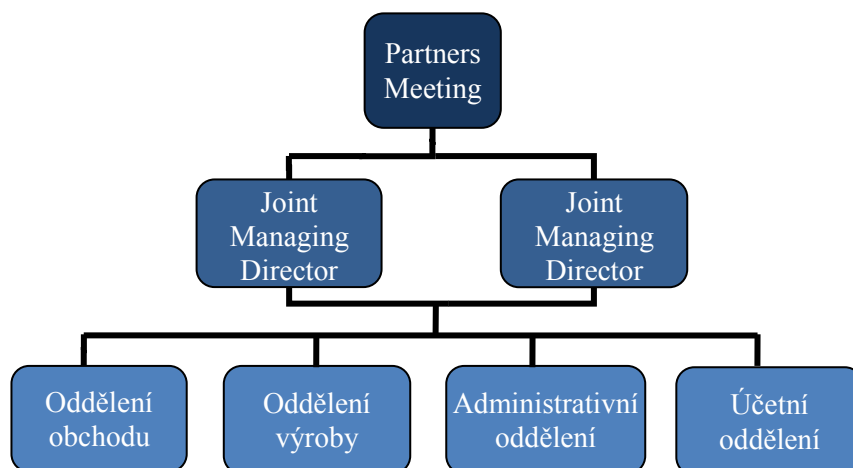 Partners
Meeting
Joint
Managing
Director
Joint
Managing
Director
Oddělení
obchodu
Oddělení
výroby
Administrativní
oddělení
Účetní
oddělení